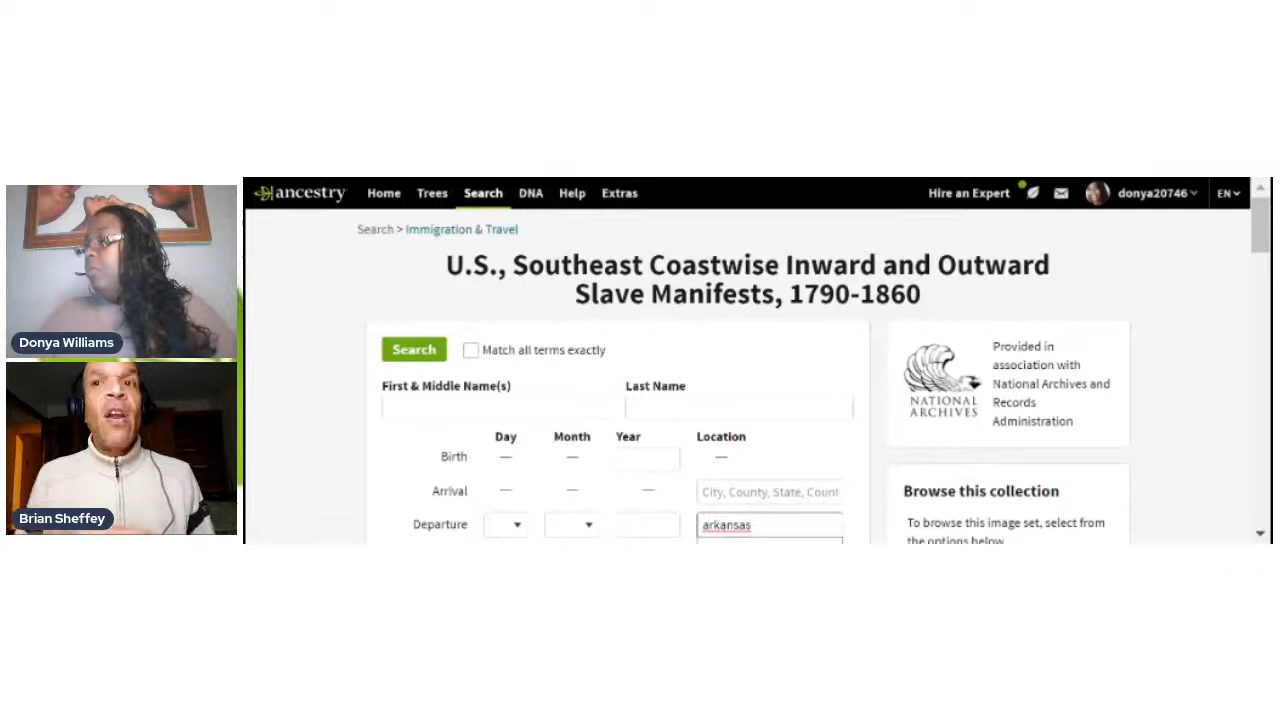 ancestry Home Trees Search DNA Help Extras Hire an Expert donya20746 EN
Search > Immigration & Travel
U.S., Southeast Coastwise Inward and Outward
Slave Manifests, 1790-1860
Search Match all terms exactly
First & Middle Name(s) Last Name
Day Month Year Location
Birth — — —
Arrival — — — City, County, State, Count
Departure arkansas
Provided in
association with
National Archives and
Records
Administration
NATIONAL
ARCHIVES
Browse this collection
To browse this image set, select from
the options below.
Donya Williams
Brian Sheffey